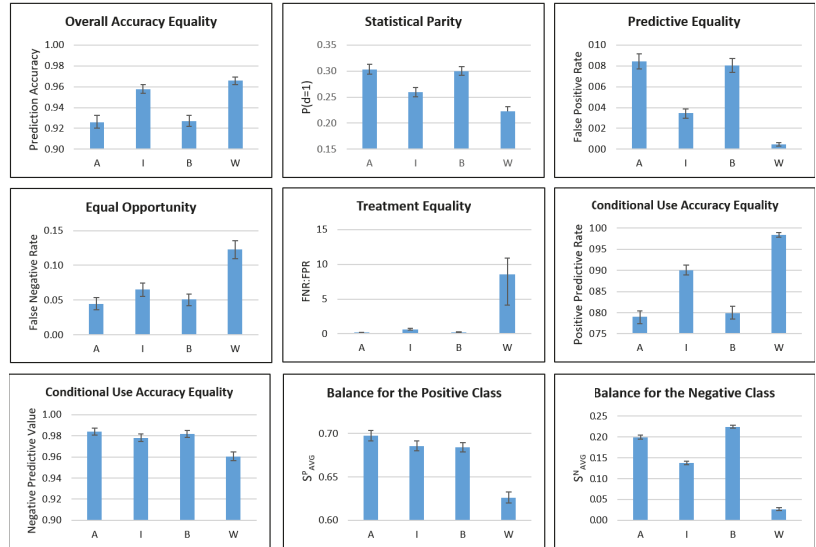 Overall Accuracy Equality
Prediction Accuracy
1.00
0.98
0.96
0.94
0.92
0.90
A I B W
Statistical Parity
P(d=1)
0.35
0.30
0.25
0.20
0.15
A I B W
Predictive Equality
False Positive Rate
010
008
006
004
002
000
A I B W
Equal Opportunity
False Negative Rate
0.15
0.10
0.05
0.00
A I B W
Treatment Equality
FNR:FPR
15
10
5
0
A I B W
Conditional Use Accuracy Equality
Positive Predictive Rate
100
095
090
085
080
075
A I B W
Conditional Use Accuracy Equality
Negative Predictive Value
1.00
0.98
0.96
0.94
0.92
0.90
A I B W
Balance for the Positive Class
S^P_AVG
0.70
0.65
0.60
A I B W
Balance for the Negative Class
S^N_AVG
0.25
0.20
0.15
0.10
0.05
0.00
A I B W